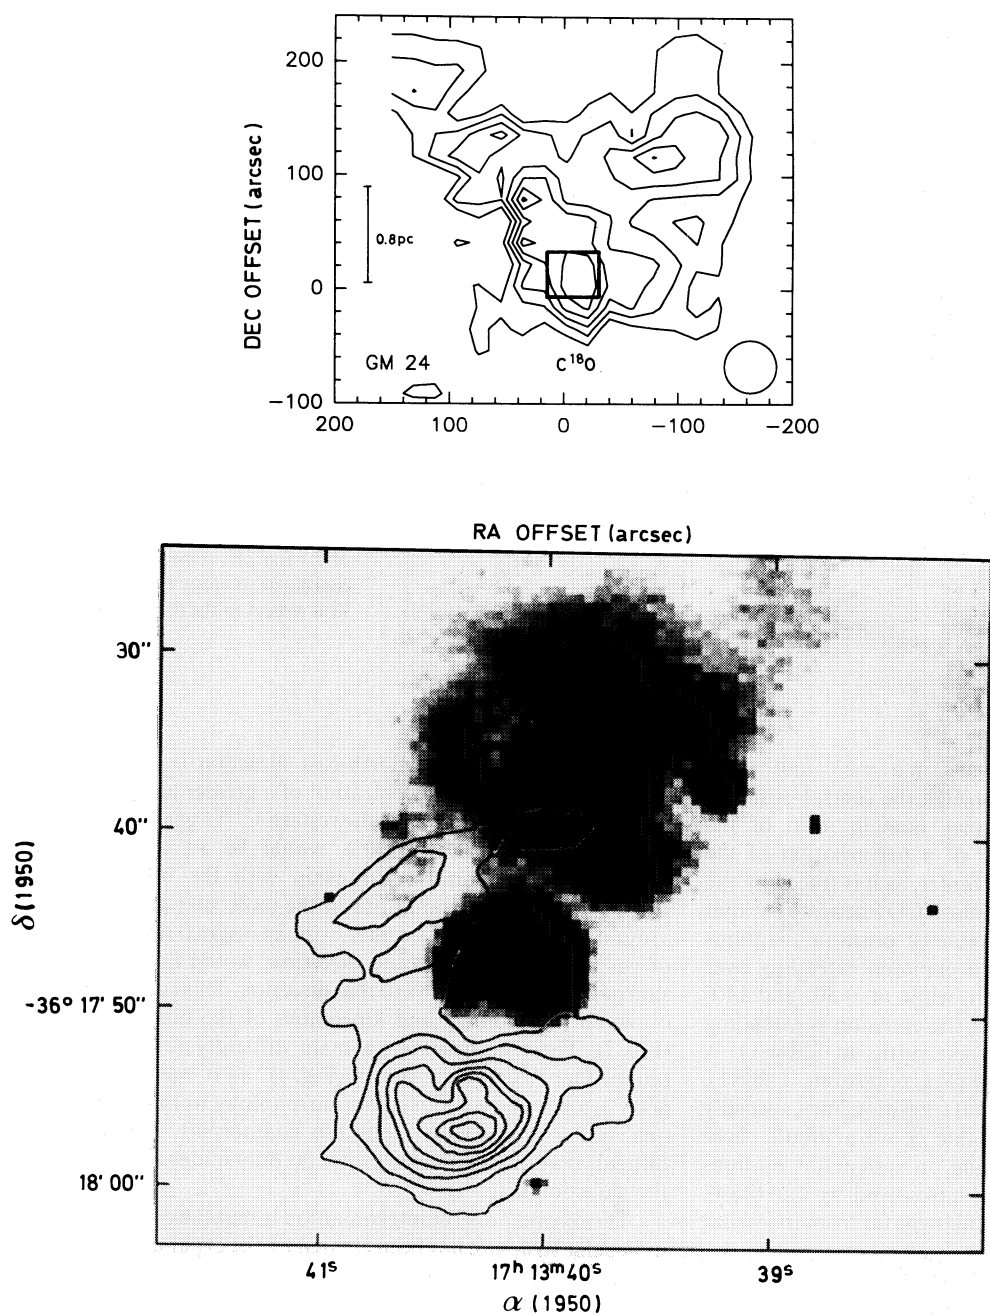 200
100
0
-100
DEC OFFSET (arcsec)
0.8pc
GM 24
C¹⁸O
200 100 0 -100 -200
RA OFFSET (arcsec)
30"
40"
-36° 17' 50"
18' 00"
δ (1950)
41ˢ 17ʰ 13ᵐ 40ˢ 39ˢ
α (1950)